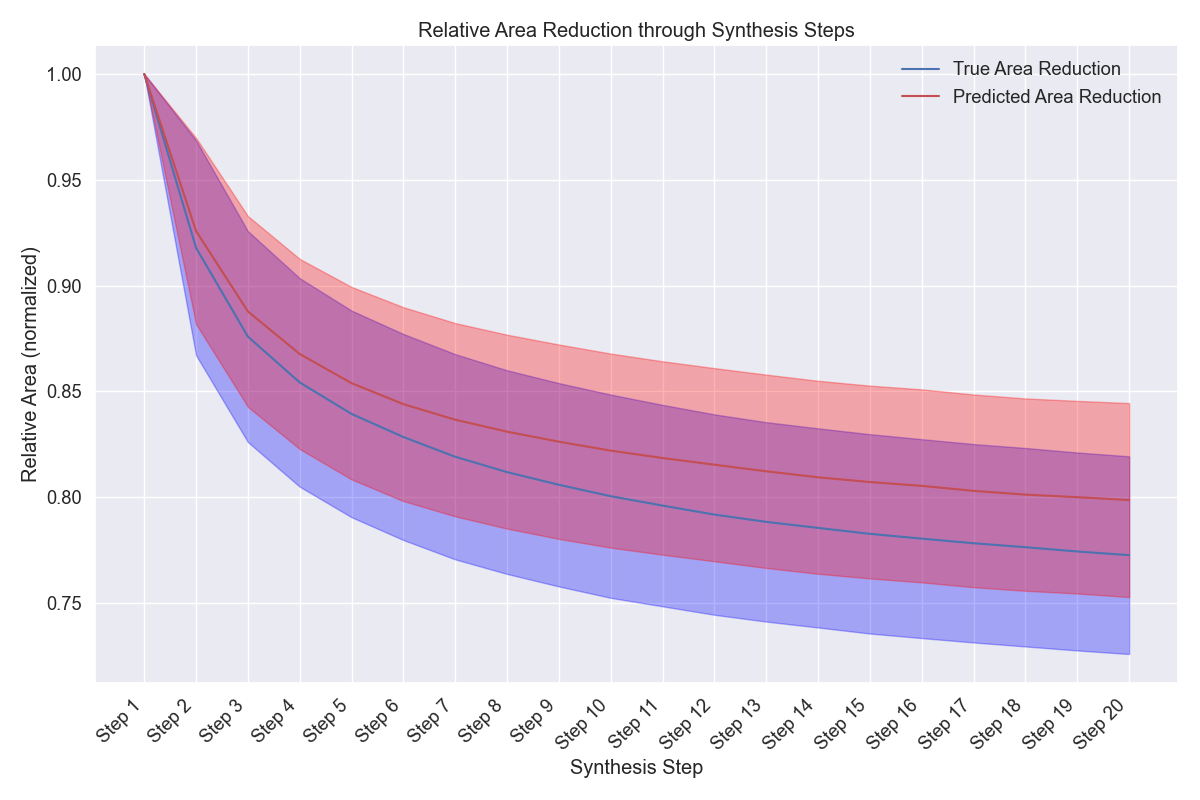 Relative Area Reduction through Synthesis Steps
True Area Reduction
Predicted Area Reduction
Relative Area (normalized)
1.00
0.95
0.90
0.85
0.80
0.75
Step 1
Step 2
Step 3
Step 4
Step 5
Step 6
Step 7
Step 8
Step 9
Step 10
Step 11
Step 12
Step 13
Step 14
Step 15
Step 16
Step 17
Step 18
Step 19
Step 20
Synthesis Step